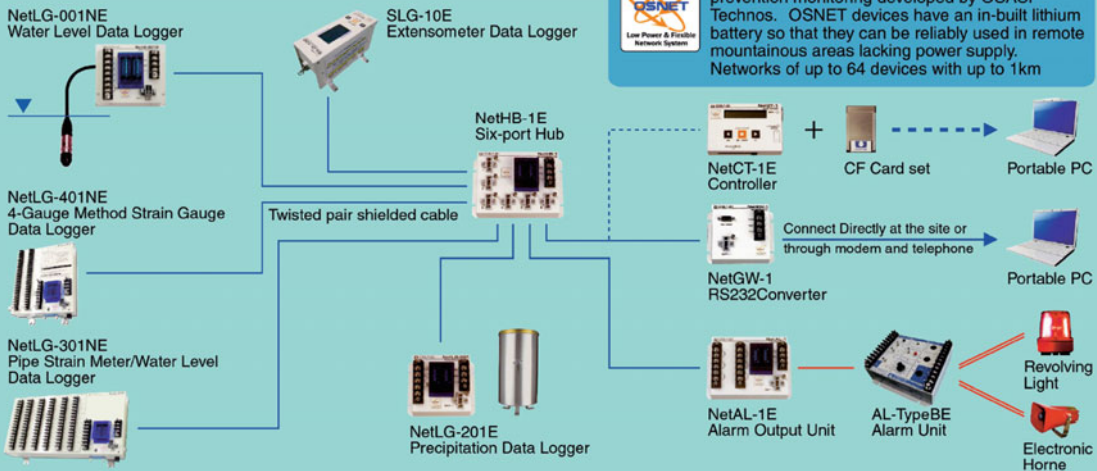 NetLG-001NE
Water Level Data Logger
SLG-10E
Extensometer Data Logger
OSNET
Low Power & Flexible
Network System
Technos. OSNET devices have an in-built lithium
battery so that they can be reliably used in remote
mountainous areas lacking power supply.
Networks of up to 64 devices with up to 1km
NetHB-1E
Six-port Hub
NetCT-1E
Controller
+
CF Card set
Portable PC
NetLG-401NE
4-Gauge Method Strain Gauge
Data Logger
Twisted pair shielded cable
Connect Directly at the site or
through modem and telephone
NetGW-1
RS232Converter
Portable PC
NetLG-301NE
Pipe Strain Meter/Water Level
Data Logger
NetLG-201E
Precipitation Data Logger
NetAL-1E
Alarm Output Unit
AL-TypeBE
Alarm Unit
Revolving
Light
Electronic
Horne